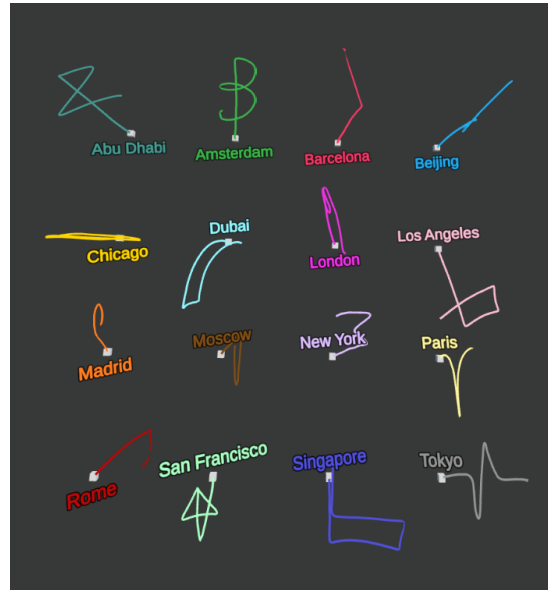 Abu Dhabi
Amsterdam
Barcelona
Beijing
Chicago
Dubai
London
Los Angeles
Madrid
Moscow
New York
Paris
Rome
San Francisco
Singapore
Tokyo